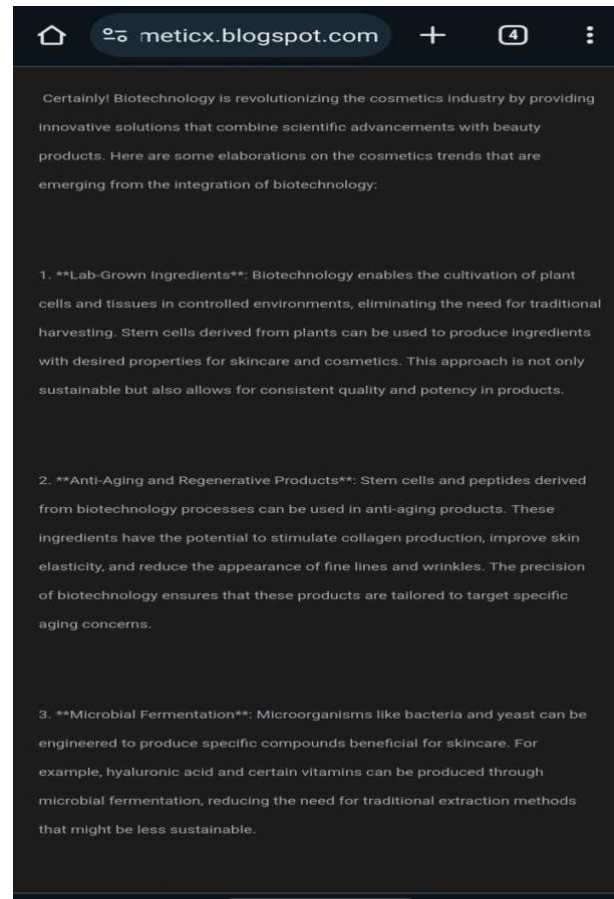 meticx.blogspot.com
4
Certainly! Biotechnology is revolutionizing the cosmetics industry by providing
innovative solutions that combine scientific advancements with beauty
products. Here are some elaborations on the cosmetics trends that are
emerging from the integration of biotechnology:
1. **Lab-Grown Ingredients**: Biotechnology enables the cultivation of plant
cells and tissues in controlled environments, eliminating the need for traditional
harvesting. Stem cells derived from plants can be used to produce ingredients
with desired properties for skincare and cosmetics. This approach is not only
sustainable but also allows for consistent quality and potency in products.
2. **Anti-Aging and Regenerative Products**: Stem cells and peptides derived
from biotechnology processes can be used in anti-aging products. These
ingredients have the potential to stimulate collagen production, improve skin
elasticity, and reduce the appearance of fine lines and wrinkles. The precision
of biotechnology ensures that these products are tailored to target specific
aging concerns.
3. **Microbial Fermentation**: Microorganisms like bacteria and yeast can be
engineered to produce specific compounds beneficial for skincare. For
example, hyaluronic acid and certain vitamins can be produced through
microbial fermentation, reducing the need for traditional extraction methods
that might be less sustainable.